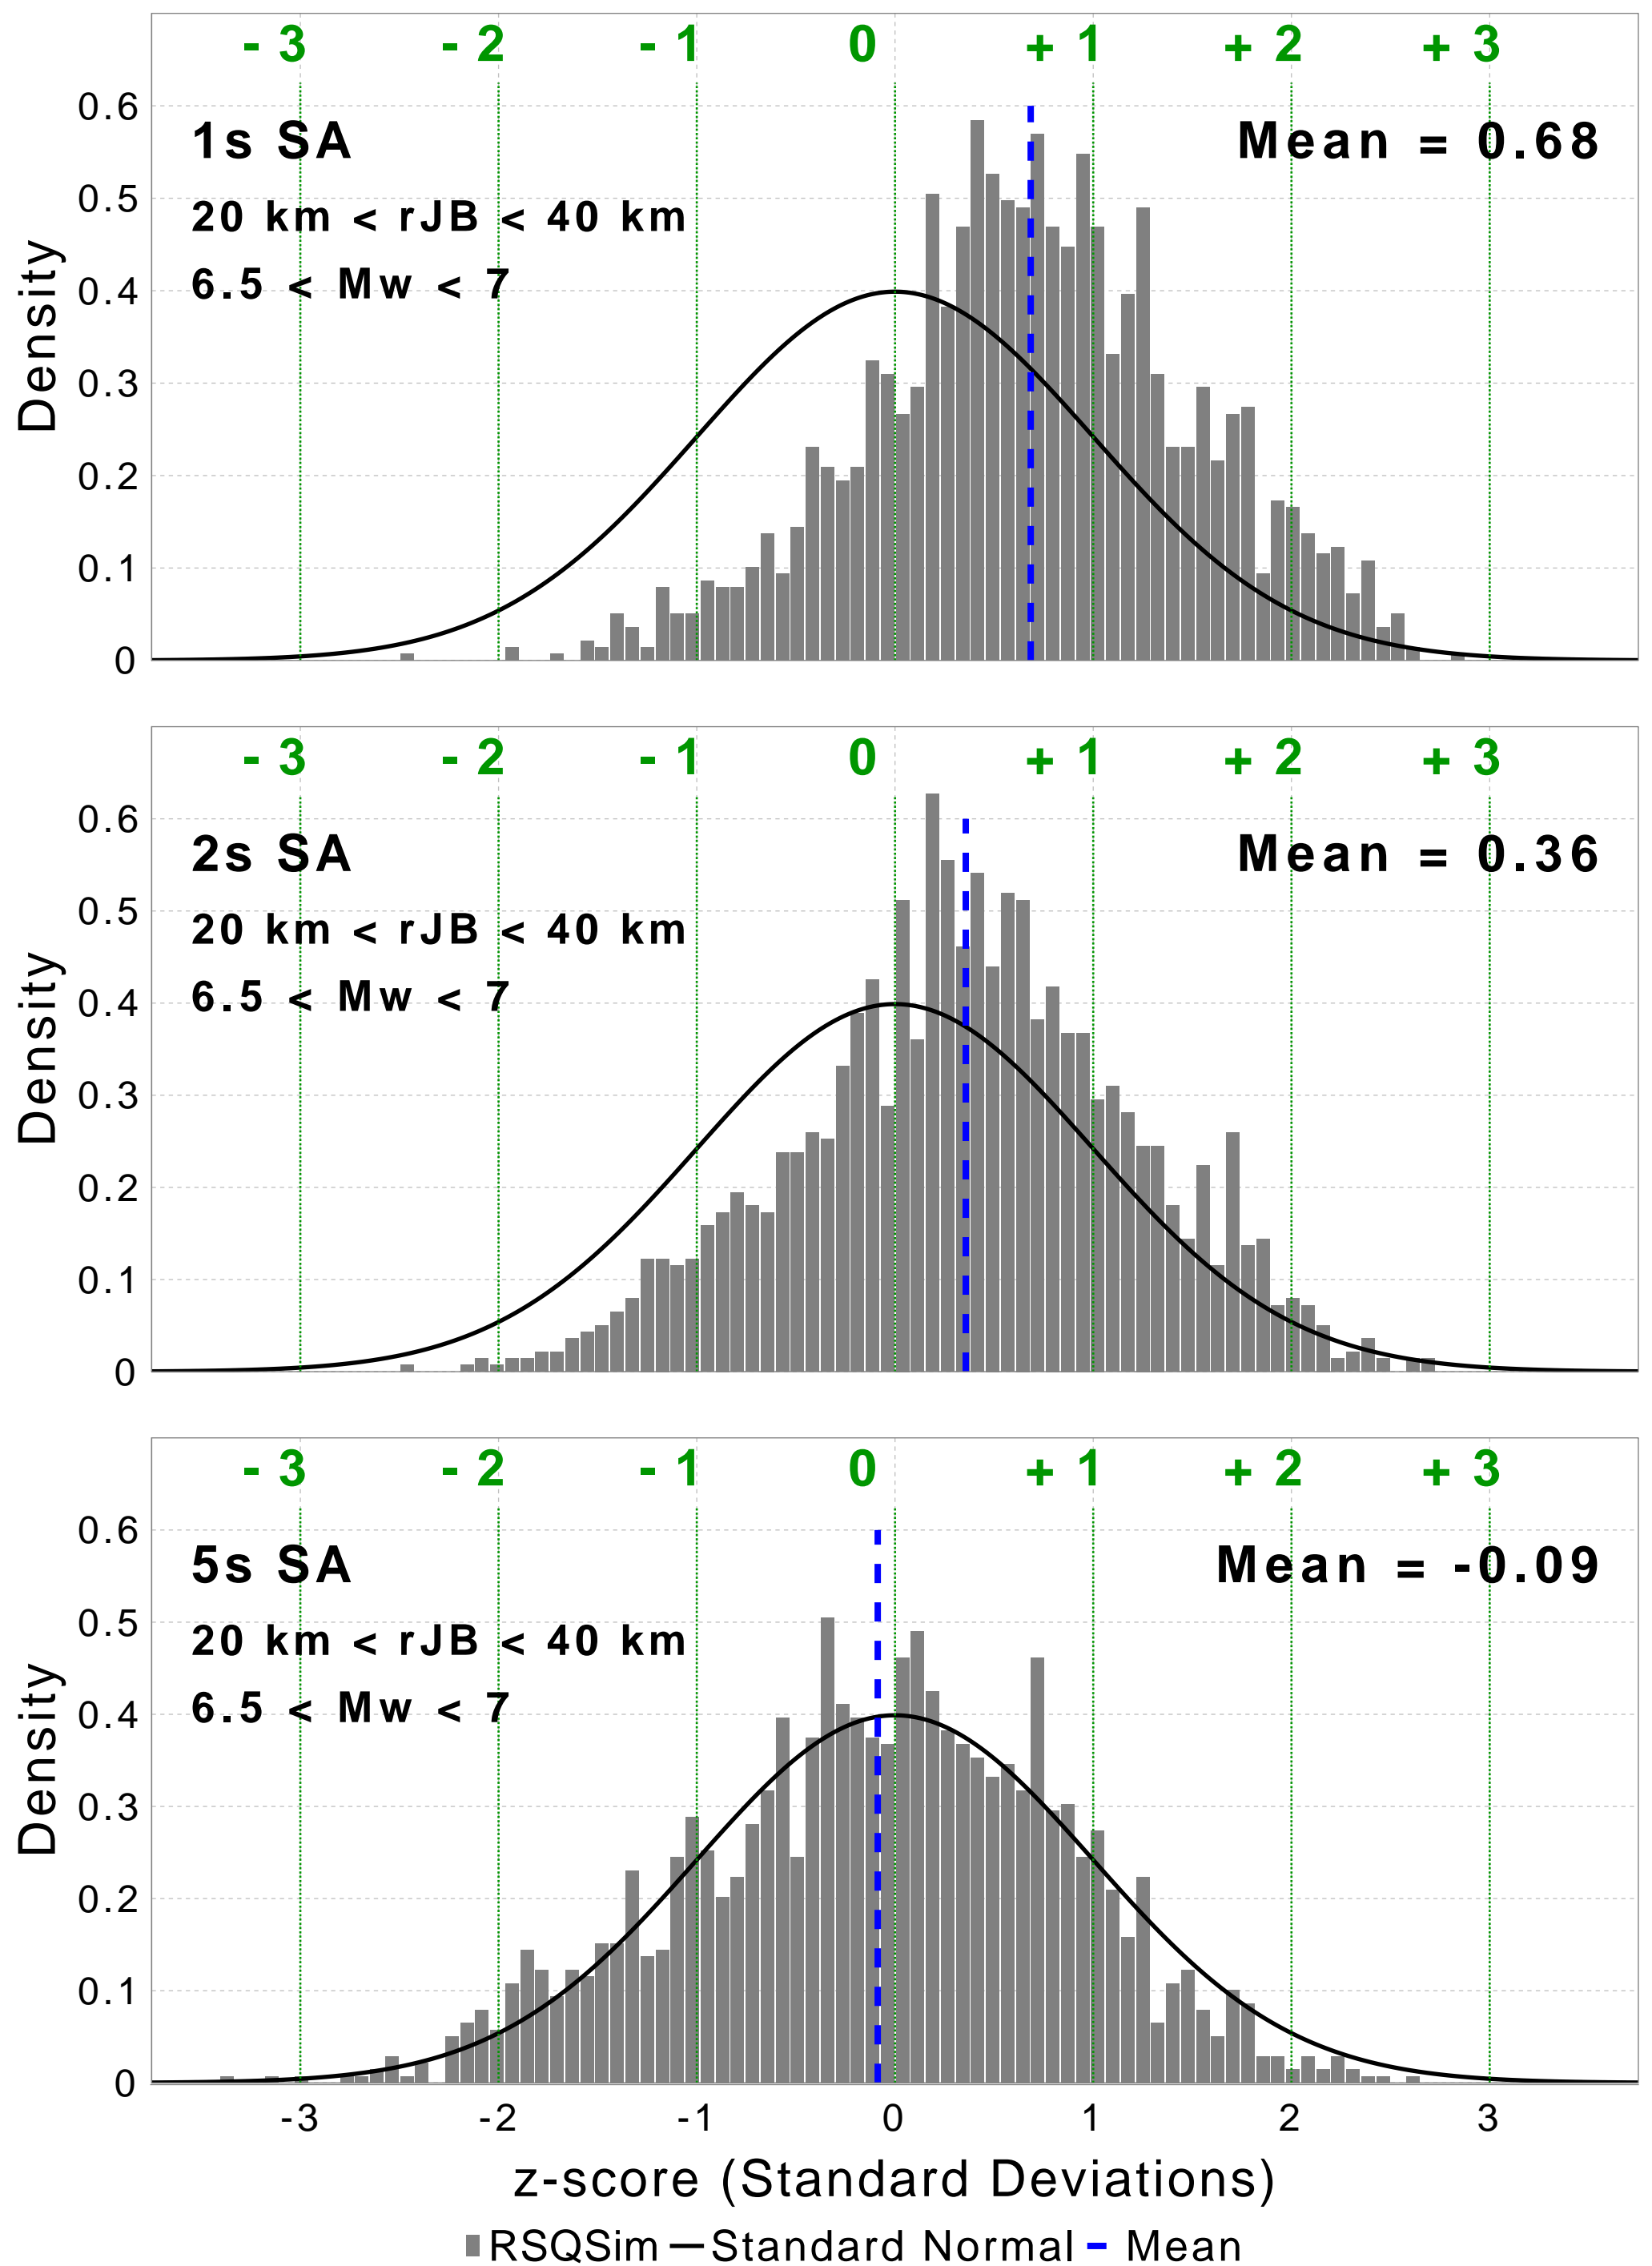 - 3 - 2 - 1 0 + 1 + 2 + 3
0.6
1s SA
Mean = 0.68
0.5
20 km < rJB < 40 km
6.5 < Mw < 7
0.4
Density
0.3
0.2
0.1
0
- 3 - 2 - 1 0 + 1 + 2 + 3
0.6
2s SA
Mean = 0.36
0.5
20 km < rJB < 40 km
6.5 < Mw < 7
0.4
Density
0.3
0.2
0.1
0
- 3 - 2 - 1 0 + 1 + 2 + 3
0.6
5s SA
Mean = -0.09
0.5
20 km < rJB < 40 km
6.5 < Mw < 7
0.4
Density
0.3
0.2
0.1
0
-3 -2 -1 0 1 2 3
z-score (Standard Deviations)
RSQSim Standard Normal Mean